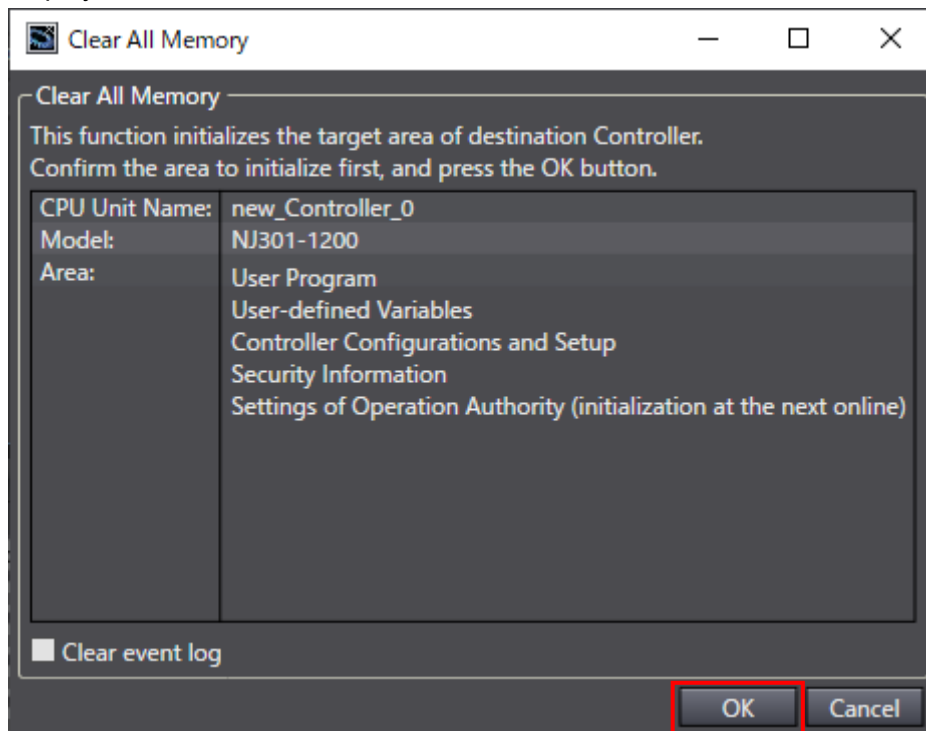 Clear All Memory
Clear All Memory
This function initializes the target area of destination Controller.
Confirm the area to initialize first, and press the OK button.
CPU Unit Name: new_Controller_0
Model: NJ301-1200
Area: User Program
User-defined Variables
Controller Configurations and Setup
Security Information
Settings of Operation Authority (initialization at the next online)
Clear event log
OK Cancel